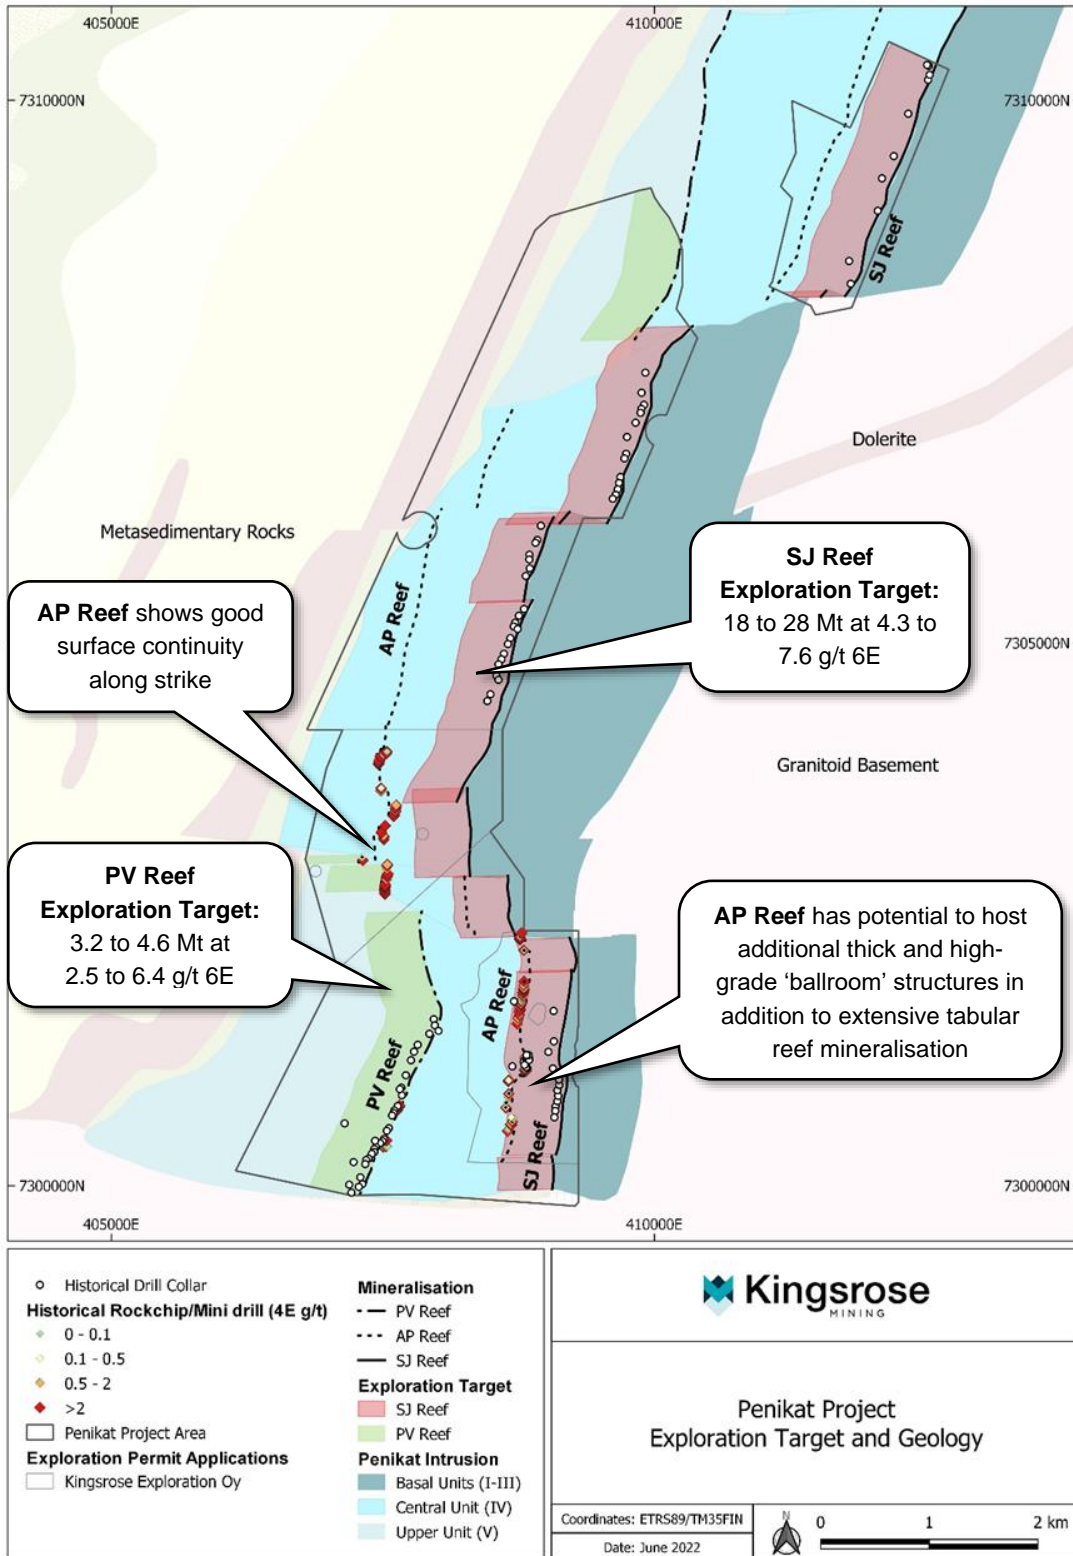 405000E
410000E
7310000N
7310000N
SJ Reef
Dolerite
Metasedimentary Rocks
SJ Reef
Exploration Target:
18 to 28 Mt at 4.3 to
7.6 g/t 6E
AP Reef shows good
surface continuity
along strike
AP Reef
7305000N
Granitoid Basement
PV Reef
Exploration Target:
3.2 to 4.6 Mt at
2.5 to 6.4 g/t 6E
AP Reef has potential to host
additional thick and high-
grade ‘ballroom’ structures in
addition to extensive tabular
reef mineralisation
AP Reef
PV Reef
SJ Reef
7300000N
7300000N
405000E
410000E
Historical Drill Collar
Historical Rockchip/Mini drill (4E g/t)
0 - 0.1
0.1 - 0.5
0.5 - 2
>2
Penikat Project Area
Exploration Permit Applications
Kingsrose Exploration Oy
Mineralisation
PV Reef
AP Reef
SJ Reef
Exploration Target
SJ Reef
PV Reef
Penikat Intrusion
Basal Units (I-III)
Central Unit (IV)
Upper Unit (V)
Kingsrose
MINING
Penikat Project
Exploration Target and Geology
Coordinates: ETRS89/TM35FIN
Date: June 2022
N
0 1 2 km